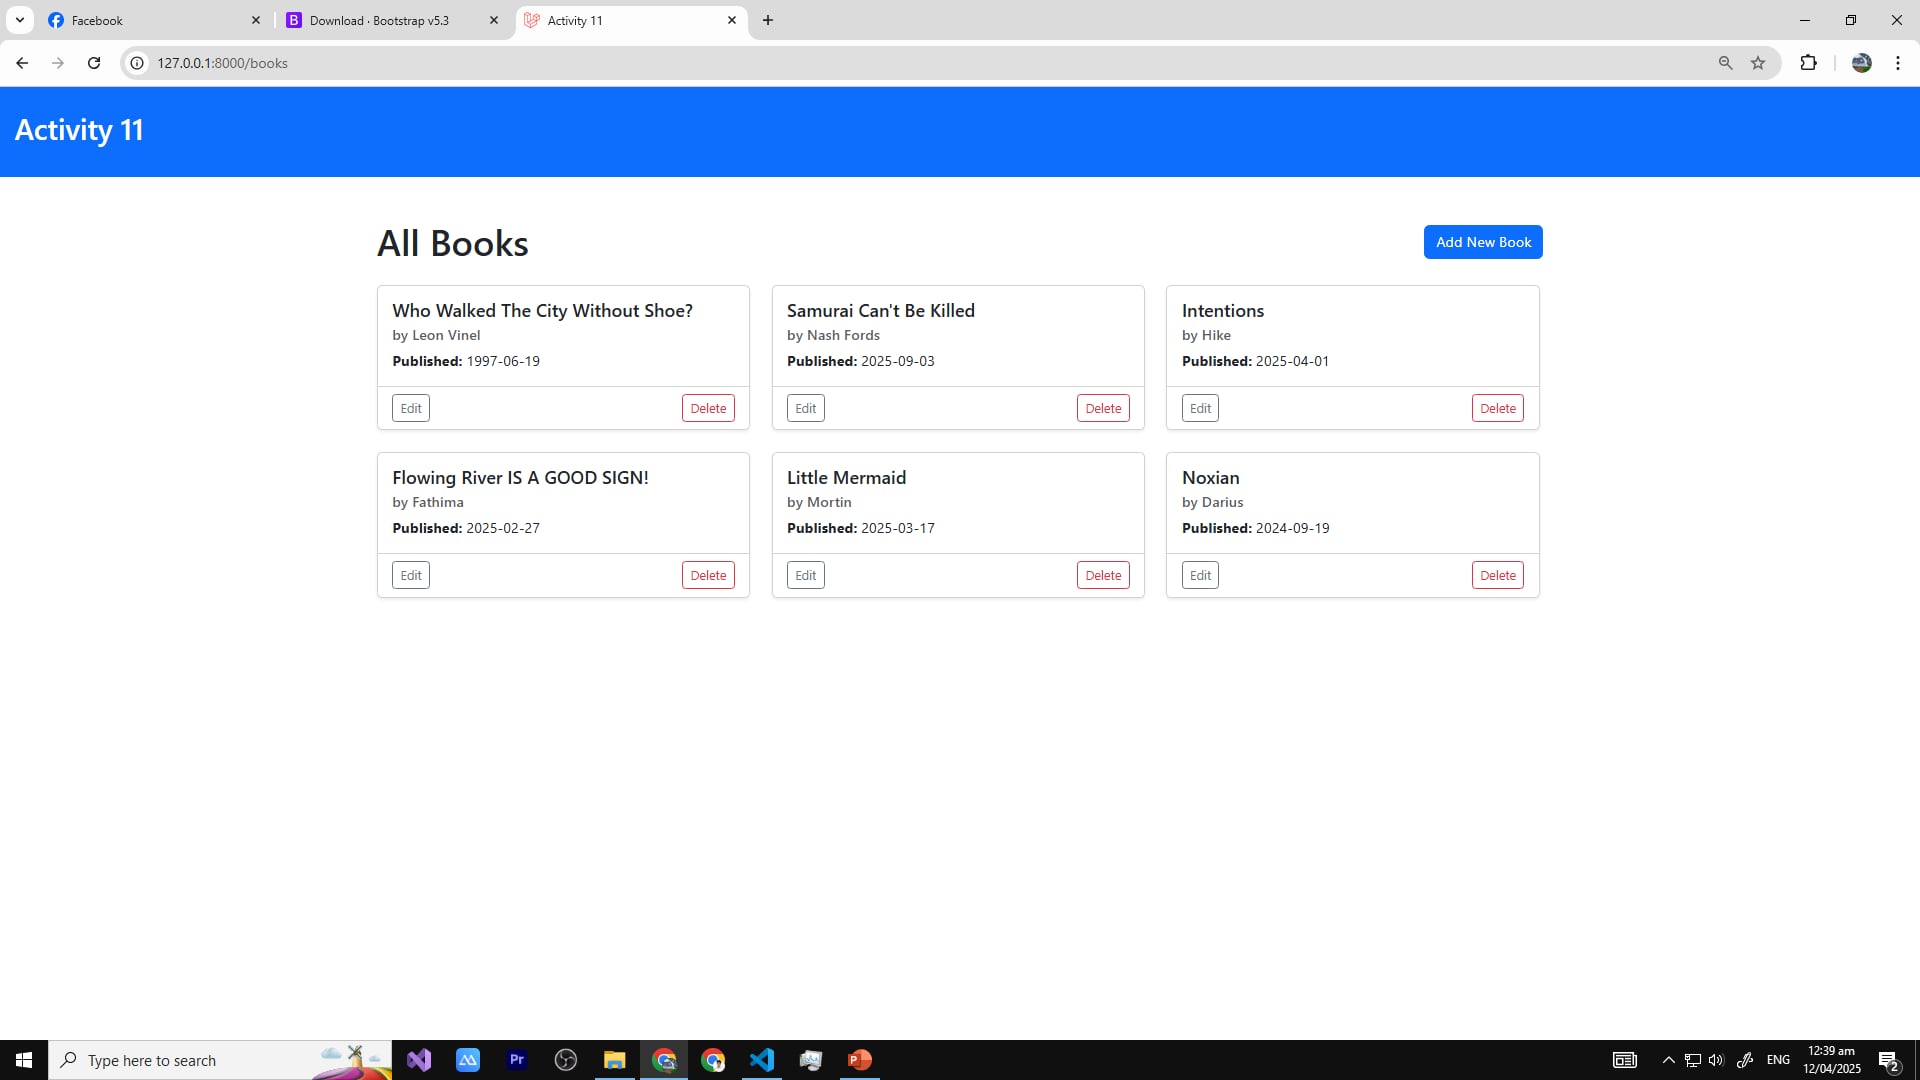 Facebook
Download · Bootstrap v5.3
Activity 11
127.0.0.1:8000/books
Activity 11
All Books
Add New Book
Who Walked The City Without Shoe?
by Leon Vinel
Published: 1997-06-19
Edit
Delete
Samurai Can't Be Killed
by Nash Fords
Published: 2025-09-03
Edit
Delete
Intentions
by Hike
Published: 2025-04-01
Edit
Delete
Flowing River IS A GOOD SIGN!
by Fathima
Published: 2025-02-27
Edit
Delete
Little Mermaid
by Mortin
Published: 2025-03-17
Edit
Delete
Noxian
by Darius
Published: 2024-09-19
Edit
Delete
Type here to search
Pr
ENG
12:39 am
12/04/2025
2